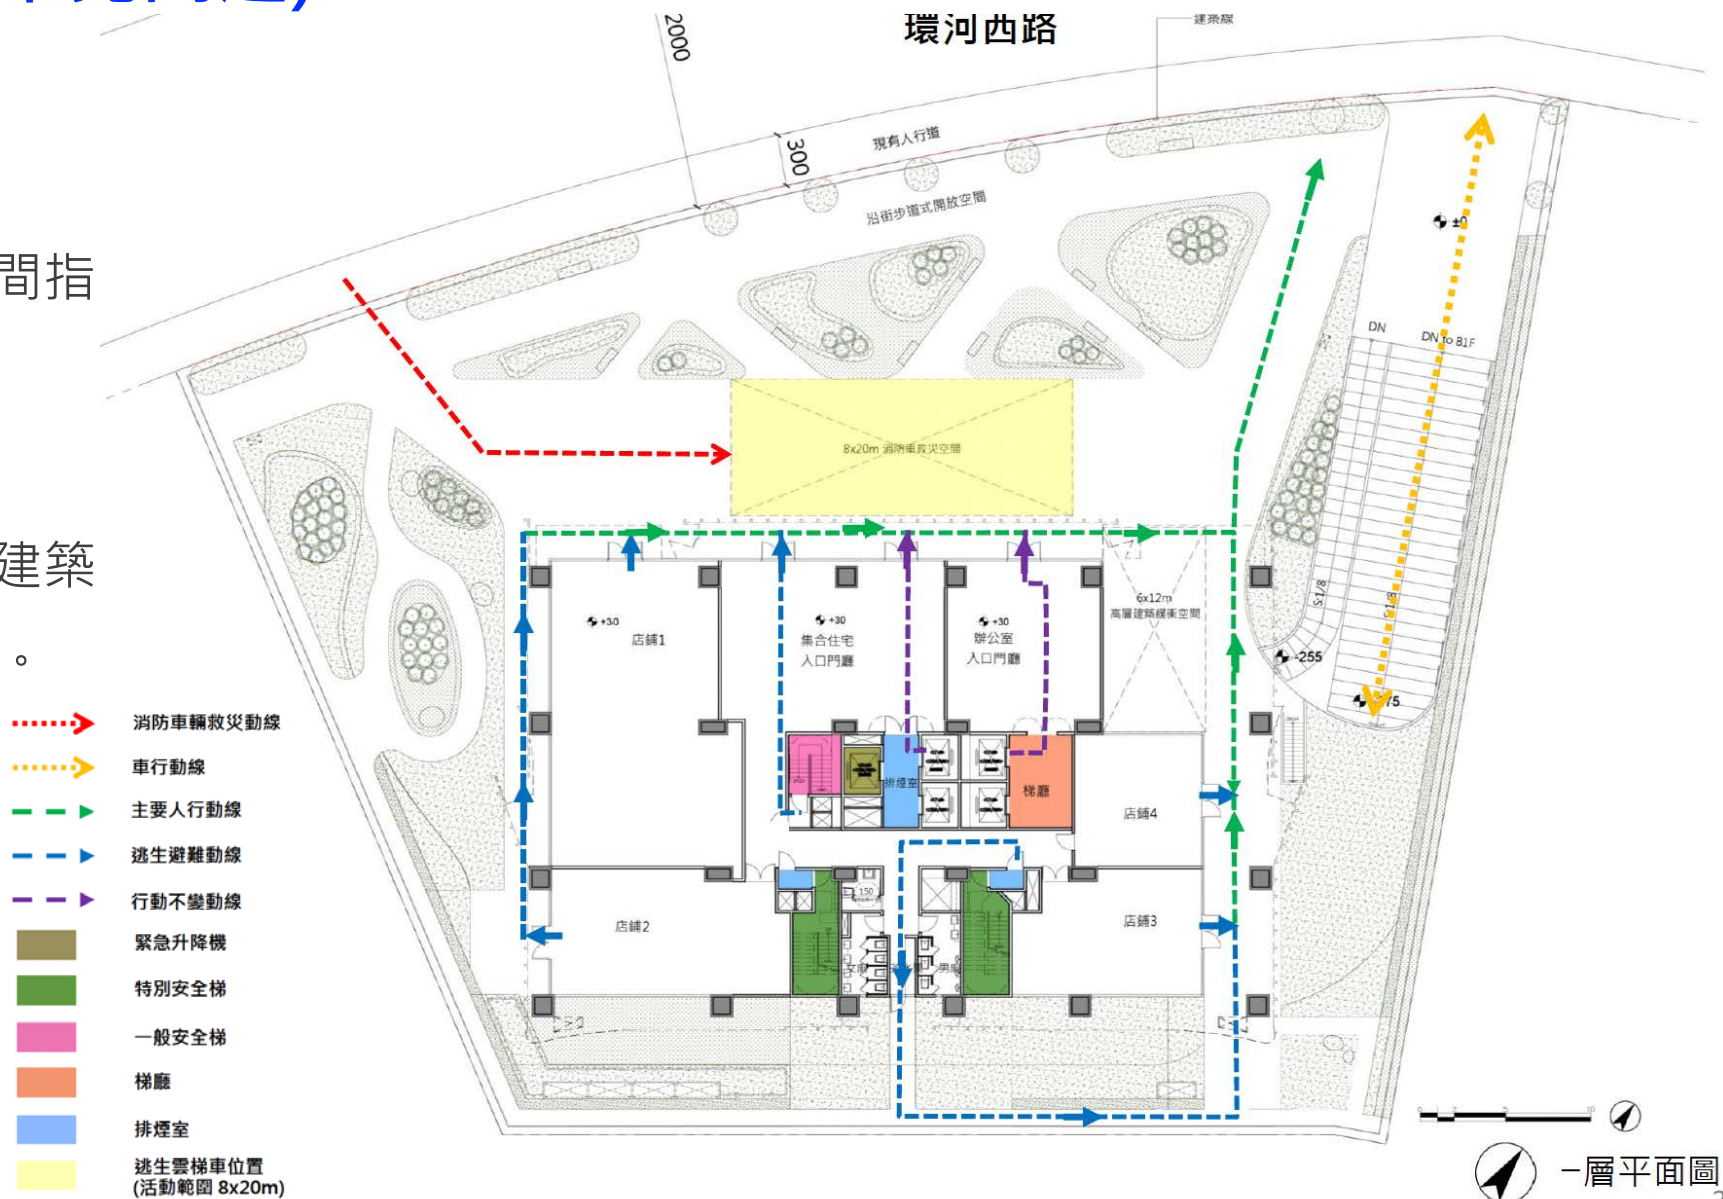 環河西路
建築線
2000
300
現有人行道
沿街步道式開放空間
±0
間指
DN
DN to B1F
8x20m 消防車救災空間
建築
。
6x12m
高層建築緩衝空間
S:1/8
S:1/8
-255
+30
店鋪1
+30
集合住宅
入口門廳
+30
辦公室
入口門廳
排煙室
梯廳
店鋪4
店鋪2
150
女廁
男廁
店鋪3
消防車輛救災動線
車行動線
主要人行動線
逃生避難動線
行動不變動線
緊急升降機
特別安全梯
一般安全梯
梯廳
排煙室
逃生雲梯車位置
(活動範圍 8x20m)
一層平面圖